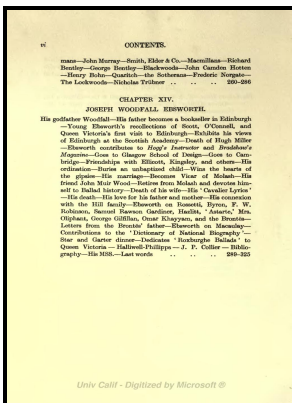 vi CONTENTS.
mans—John Murray—Smith, Elder & Co.—Macmillans—Richard
Bentley—George Bentley—Blackwoods—John Camden Hotten
—Henry Bohn—Quaritch—the Sotherans—Frederic Norgate—
The Lockwoods—Nicholas Trübner .. .. .. 260-286
CHAPTER XIV.
JOSEPH WOODFALL EBSWORTH.
His godfather Woodfall—His father becomes a bookseller in Edinburgh
—Young Ebsworth's recollections of Scott, O'Connell, and
Queen Victoria's first visit to Edinburgh—Exhibits his views
of Edinburgh at the Scottish Academy—Death of Hugh Miller
—Ebsworth contributes to Hogg's Instructor and Bradshaw's
Magazine—Goes to Glasgow School of Design—Goes to Cam-
bridge—Friendships with Ellicott, Kingsley, and others—His
ordination—Buries an unbaptized child—Wins the hearts of
the gipsies—His marriage—Becomes Vicar of Molash—His
friend John Muir Wood—Retires from Molash and devotes him-
self to Ballad history—Death of his wife—His 'Cavalier Lyrics'
—His death—His love for his father and mother—His connexion
with the Hill family—Ebsworth on Rossetti, Byron, F. W.
Robinson, Samuel Rawson Gardiner, Hazlitt, 'Astarte,' Mrs.
Oliphant, George Gilfillan, Omar Khayyam, and the Brontës—
Letters from the Brontës' father—Ebsworth on Macaulay—
Contributions to the 'Dictionary of National Biography'—
Star and Garter dinner—Dedicates 'Roxburghe Ballads' to
Queen Victoria—Halliwell-Phillipps—J. P. Collier—Biblio-
graphy—His MSS.—Last words .. .. .. 289-325
Univ Calif - Digitized by Microsoft ®